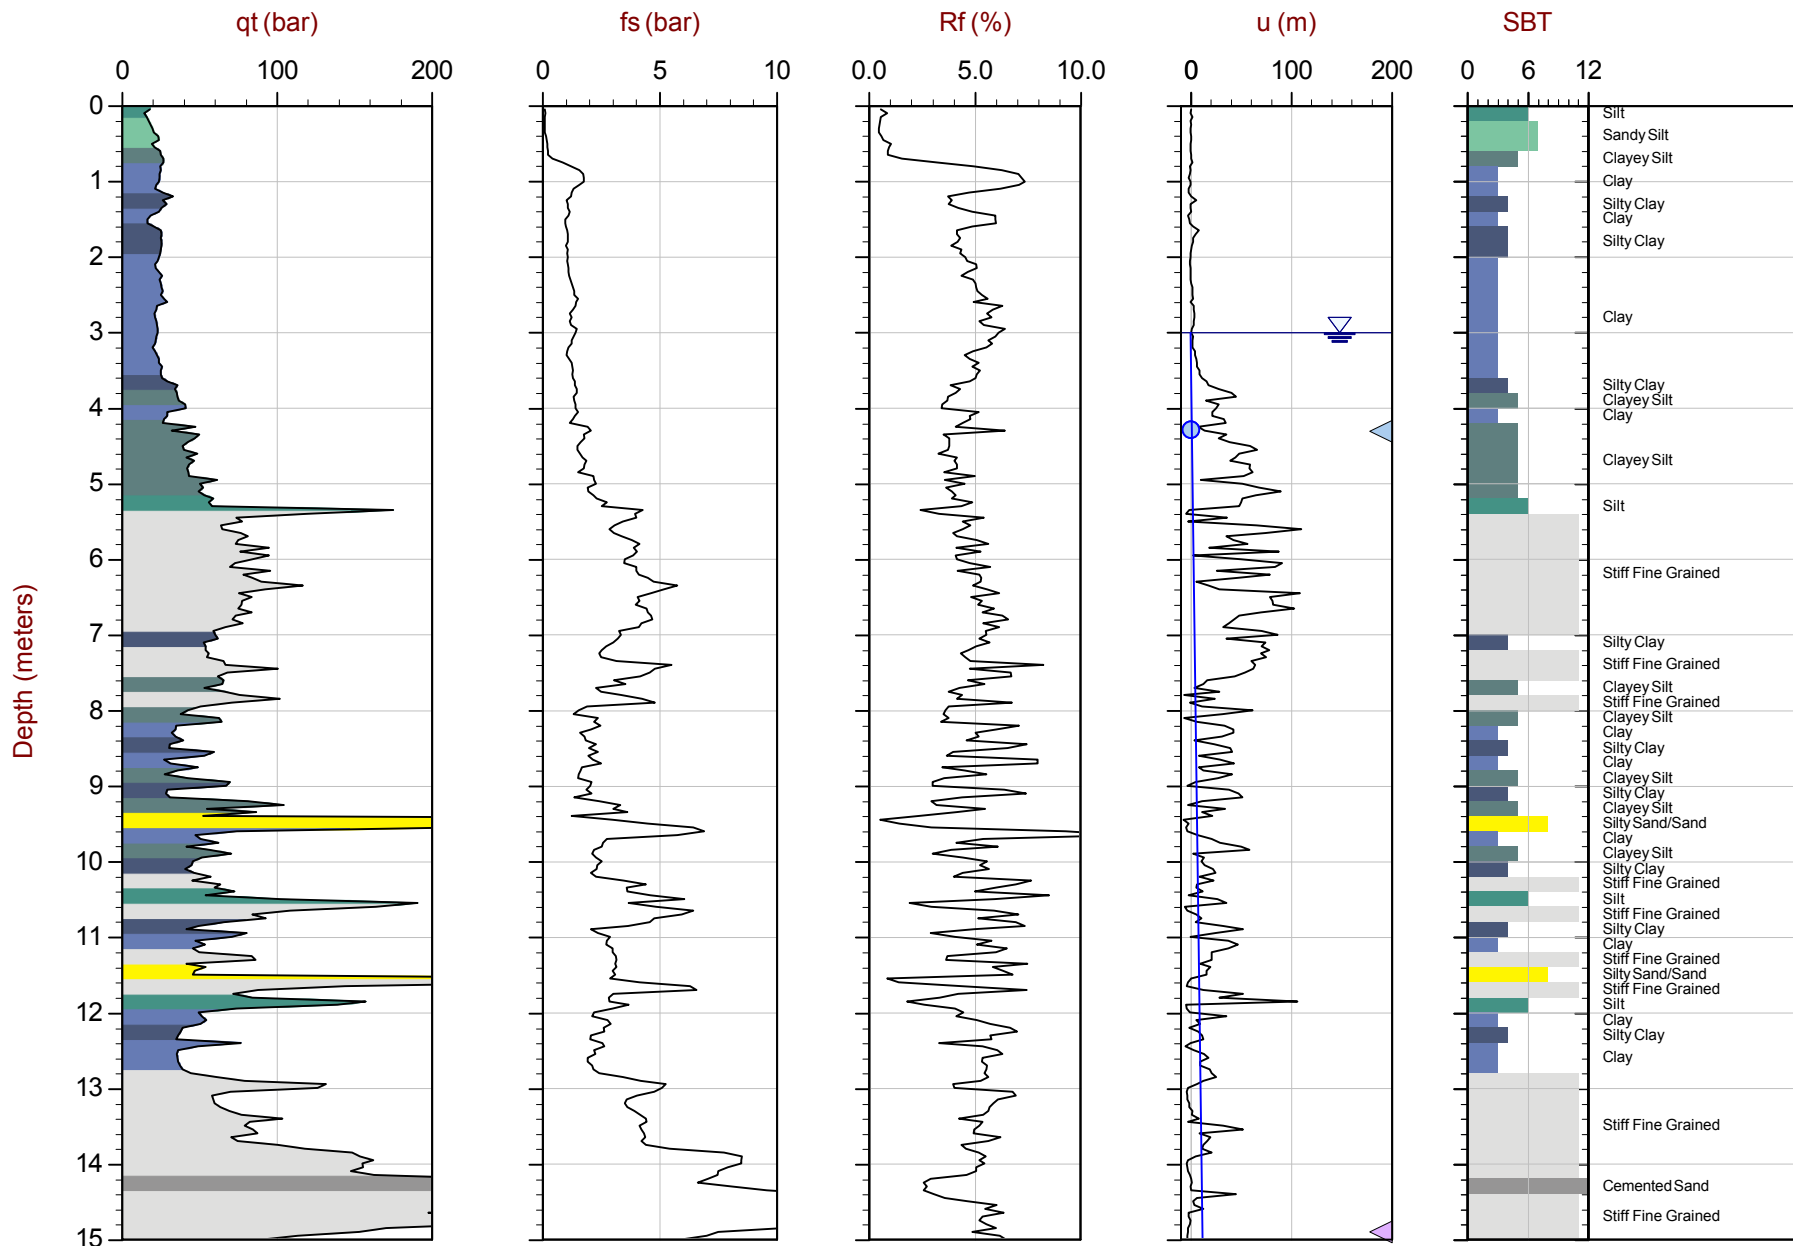 qt (bar) fs (bar) Rf (%) u (m) SBT
0 100 200 0 5 10 0.0 5.0 10.0 0 100 200 0 6 12
Depth (meters)
0
1
2
3
4
5
6
7
8
9
10
11
12
13
14
15
Silt
Sandy Silt
Clayey Silt
Clay
Silty Clay
Clay
Silty Clay
Clay
Silty Clay
Clayey Silt
Clay
Clayey Silt
Silt
Stiff Fine Grained
Silty Clay
Stiff Fine Grained
Clayey Silt
Stiff Fine Grained
Clayey Silt
Clay
Silty Clay
Clay
Clayey Silt
Silty Clay
Clayey Silt
Silty Sand/Sand
Clay
Clayey Silt
Silty Clay
Stiff Fine Grained
Silt
Stiff Fine Grained
Silty Clay
Clay
Stiff Fine Grained
Silty Sand/Sand
Stiff Fine Grained
Silt
Clay
Silty Clay
Clay
Stiff Fine Grained
Cemented Sand
Stiff Fine Grained